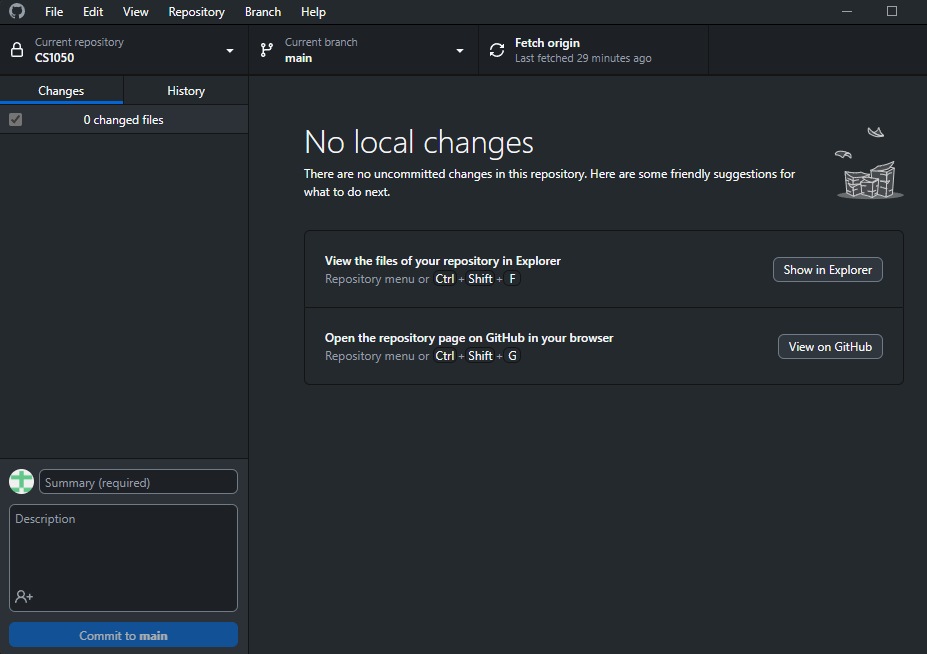 File Edit View Repository Branch Help
Current repository
CS1050
Current branch
main
Fetch origin
Last fetched 29 minutes ago
Changes
History
0 changed files
No local changes
There are no uncommitted changes in this repository. Here are some friendly suggestions for
what to do next.
View the files of your repository in Explorer
Repository menu or Ctrl + Shift + F
Show in Explorer
Open the repository page on GitHub in your browser
Repository menu or Ctrl + Shift + G
View on GitHub
Summary (required)
Description
Commit to main